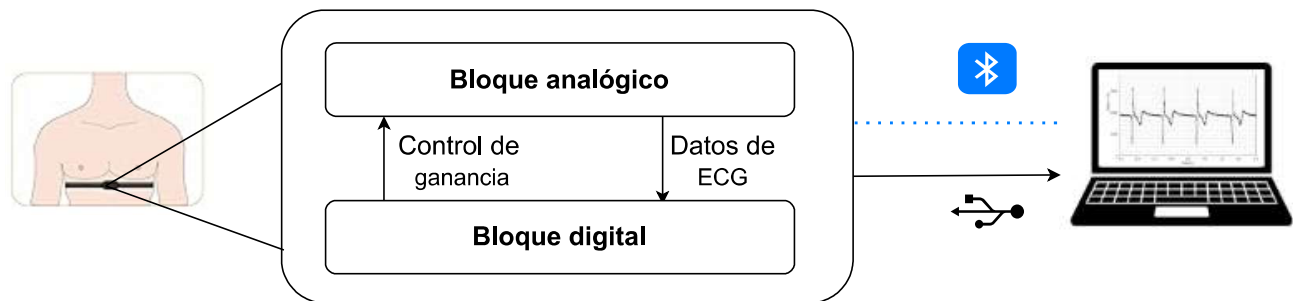 Bloque analógico
Control de
ganancia
Datos de
ECG
Bloque digital